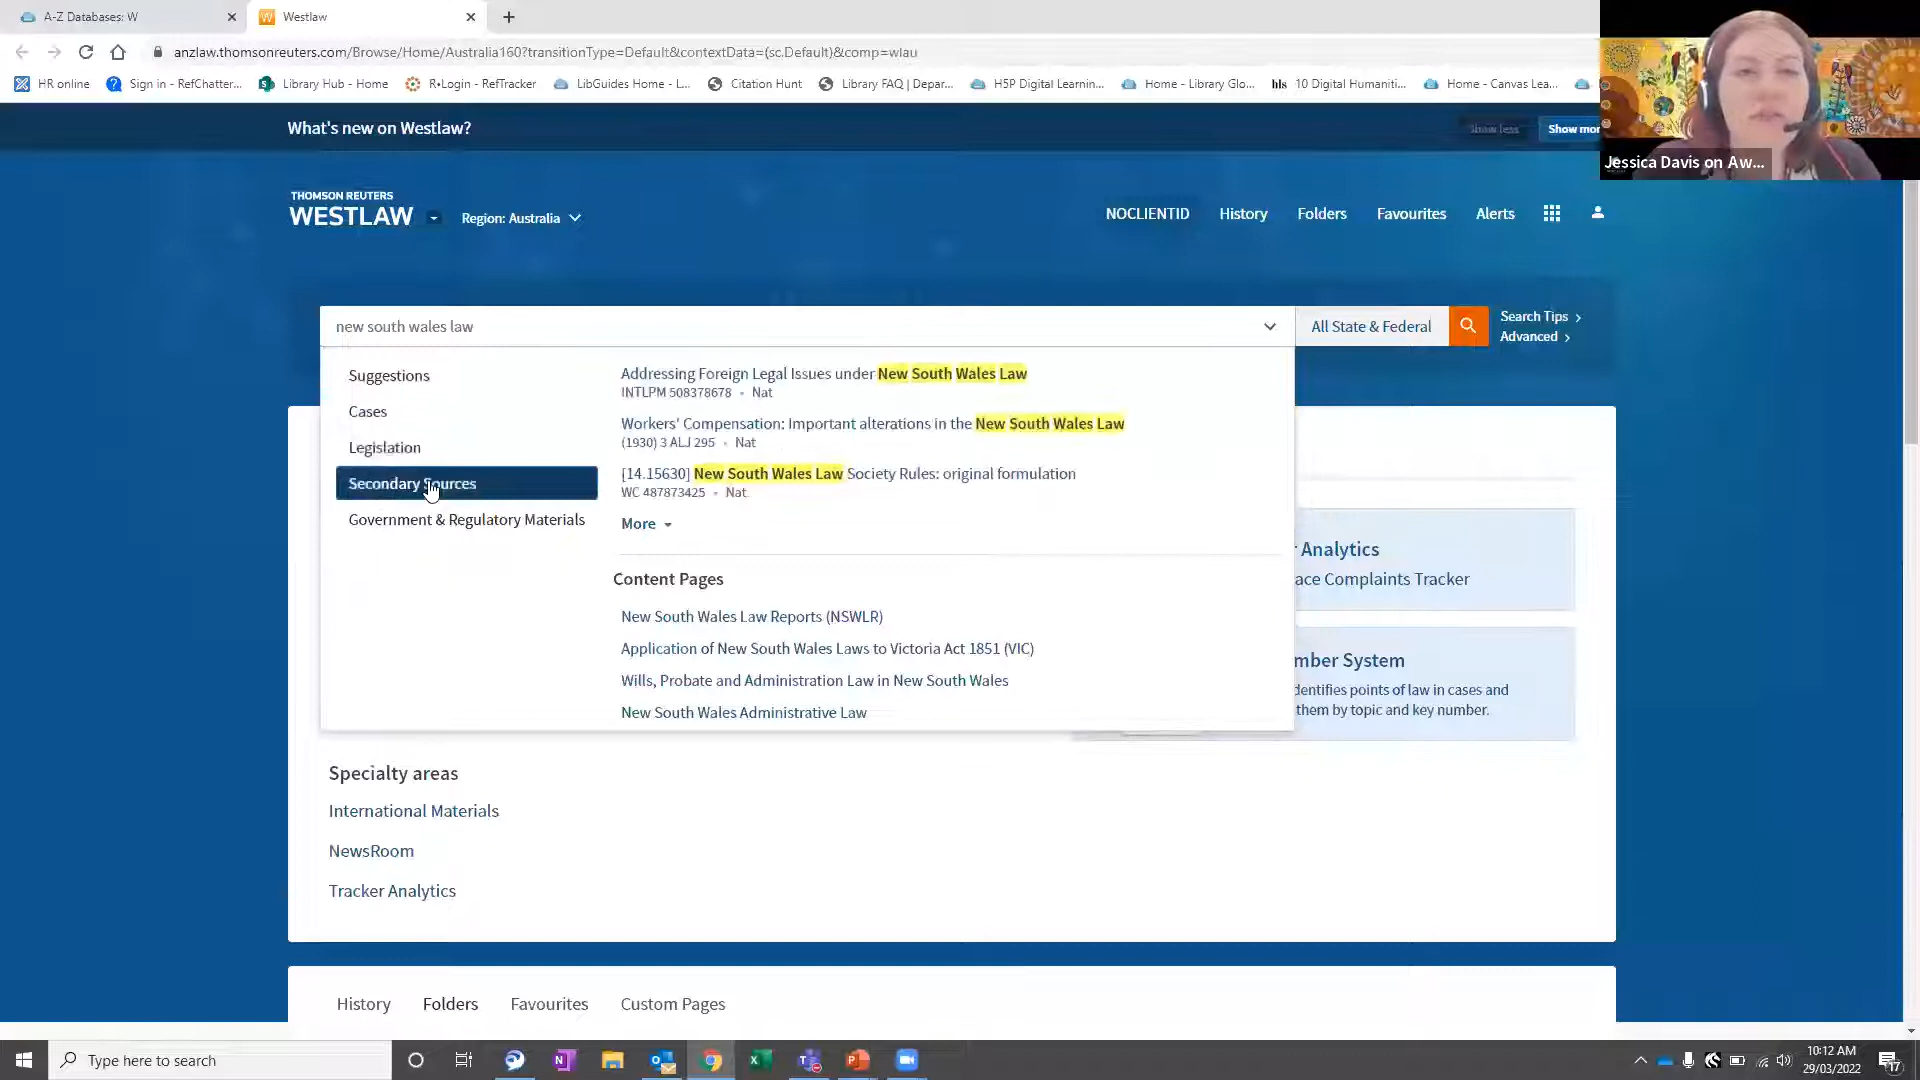 A-Z Databases: W
Westlaw
anzlaw.thomsonreuters.com/Browse/Home/Australia160?transitionType=Default&contextData=(sc.Default)&comp=wlau
HR online
Sign in - RefChatter...
Library Hub - Home
R•Login - RefTracker
LibGuides Home - L...
Citation Hunt
Library FAQ | Depar...
H5P Digital Learnin...
Home - Library Glo...
hls 10 Digital Humaniti...
Home - Canvas Lea...
Jessica Davis on Aw...
What's new on Westlaw?
Show less
Show mor
THOMSON REUTERS
WESTLAW
Region: Australia
NOCLIENTID
History
Folders
Favourites
Alerts
new south wales law
All State & Federal
Search Tips
Advanced
Suggestions
Cases
Legislation
Secondary Sources
Government & Regulatory Materials
Addressing Foreign Legal Issues under New South Wales Law
INTLPM 508378678 • Nat
Workers' Compensation: Important alterations in the New South Wales Law
(1930) 3 ALJ 295 • Nat
[14.15630] New South Wales Law Society Rules: original formulation
WC 487873425 • Nat
More
Content Pages
New South Wales Law Reports (NSWLR)
Application of New South Wales Laws to Victoria Act 1851 (VIC)
Wills, Probate and Administration Law in New South Wales
New South Wales Administrative Law
r Analytics
ace Complaints Tracker
mber System
dentifies points of law in cases and
them by topic and key number.
Specialty areas
International Materials
NewsRoom
Tracker Analytics
History
Folders
Favourites
Custom Pages
Type here to search
10:12 AM
29/03/2022
17